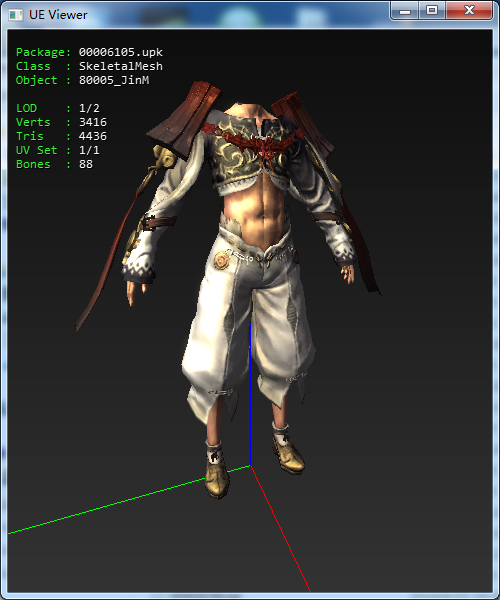 UE Viewer
Package: 00006105.upk
Class : SkeletalMesh
Object : 80005_JinM
LOD : 1/2
Verts : 3416
Tris : 4436
UV Set : 1/1
Bones : 88